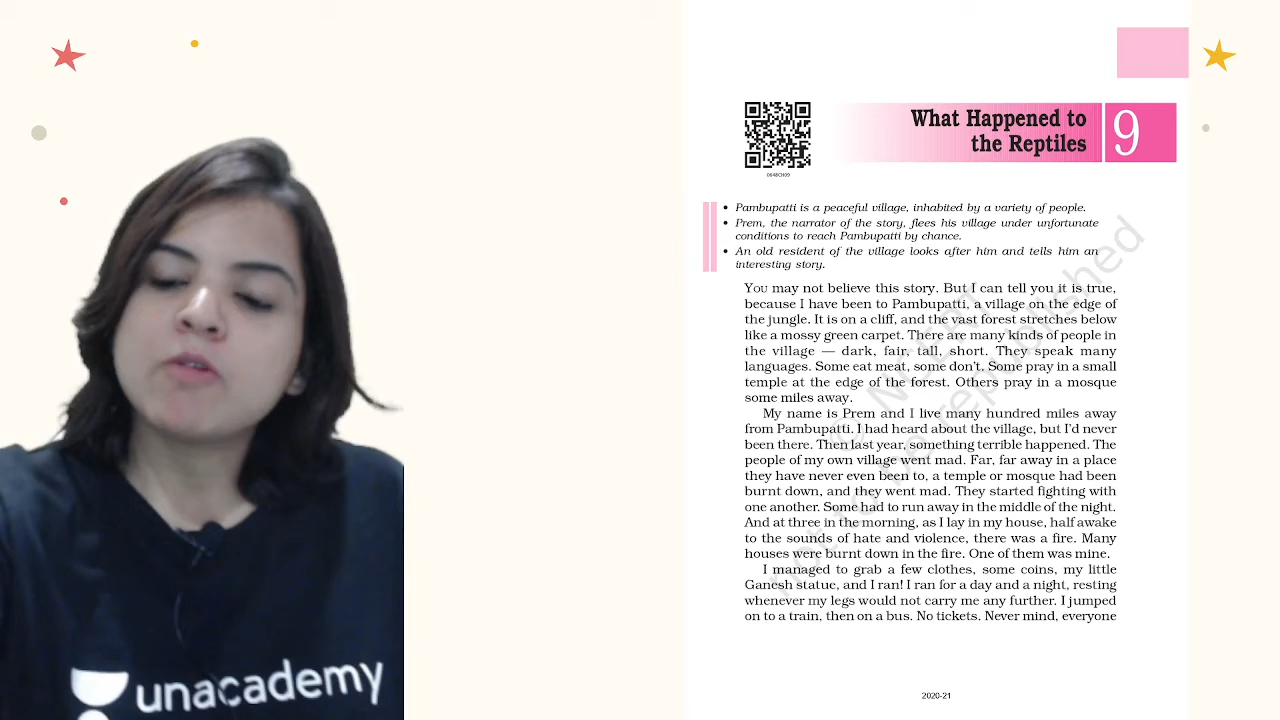 What Happened to
the Reptiles
9
0648CH09
• Pambupatti is a peaceful village, inhabited by a variety of people.
• Prem, the narrator of the story, flees his village under unfortunate
conditions to reach Pambupatti by chance.
• An old resident of the village looks after him and tells him an
interesting story.
YOU may not believe this story. But I can tell you it is true,
because I have been to Pambupatti, a village on the edge of
the jungle. It is on a cliff, and the vast forest stretches below
like a mossy green carpet. There are many kinds of people in
the village — dark, fair, tall, short. They speak many
languages. Some eat meat, some don't. Some pray in a small
temple at the edge of the forest. Others pray in a mosque
some miles away.
My name is Prem and I live many hundred miles away
from Pambupatti. I had heard about the village, but I'd never
been there. Then last year, something terrible happened. The
people of my own village went mad. Far, far away in a place
they have never even been to, a temple or mosque had been
burnt down, and they went mad. They started fighting with
one another. Some had to run away in the middle of the night.
And at three in the morning, as I lay in my house, half awake
to the sounds of hate and violence, there was a fire. Many
houses were burnt down in the fire. One of them was mine.
I managed to grab a few clothes, some coins, my little
Ganesh statue, and I ran! I ran for a day and a night, resting
whenever my legs would not carry me any further. I jumped
on to a train, then on a bus. No tickets. Never mind, everyone
© NCERT
not to be republished
unacademy
2020-21